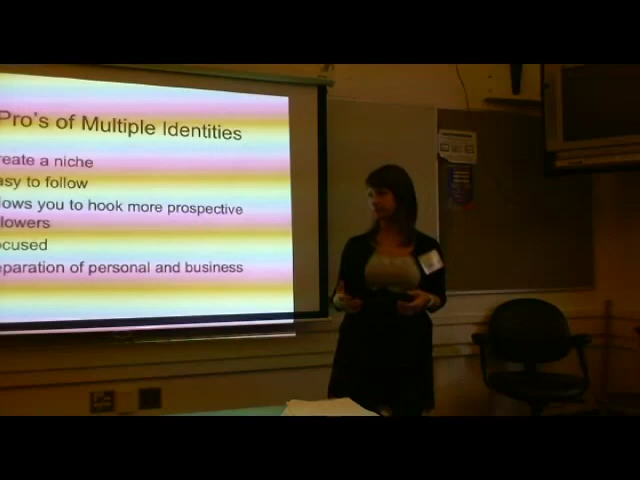 Pro's of Multiple Identities
reate a niche
asy to follow
lows you to hook more prospective
lowers
ocused
eparation of personal and business